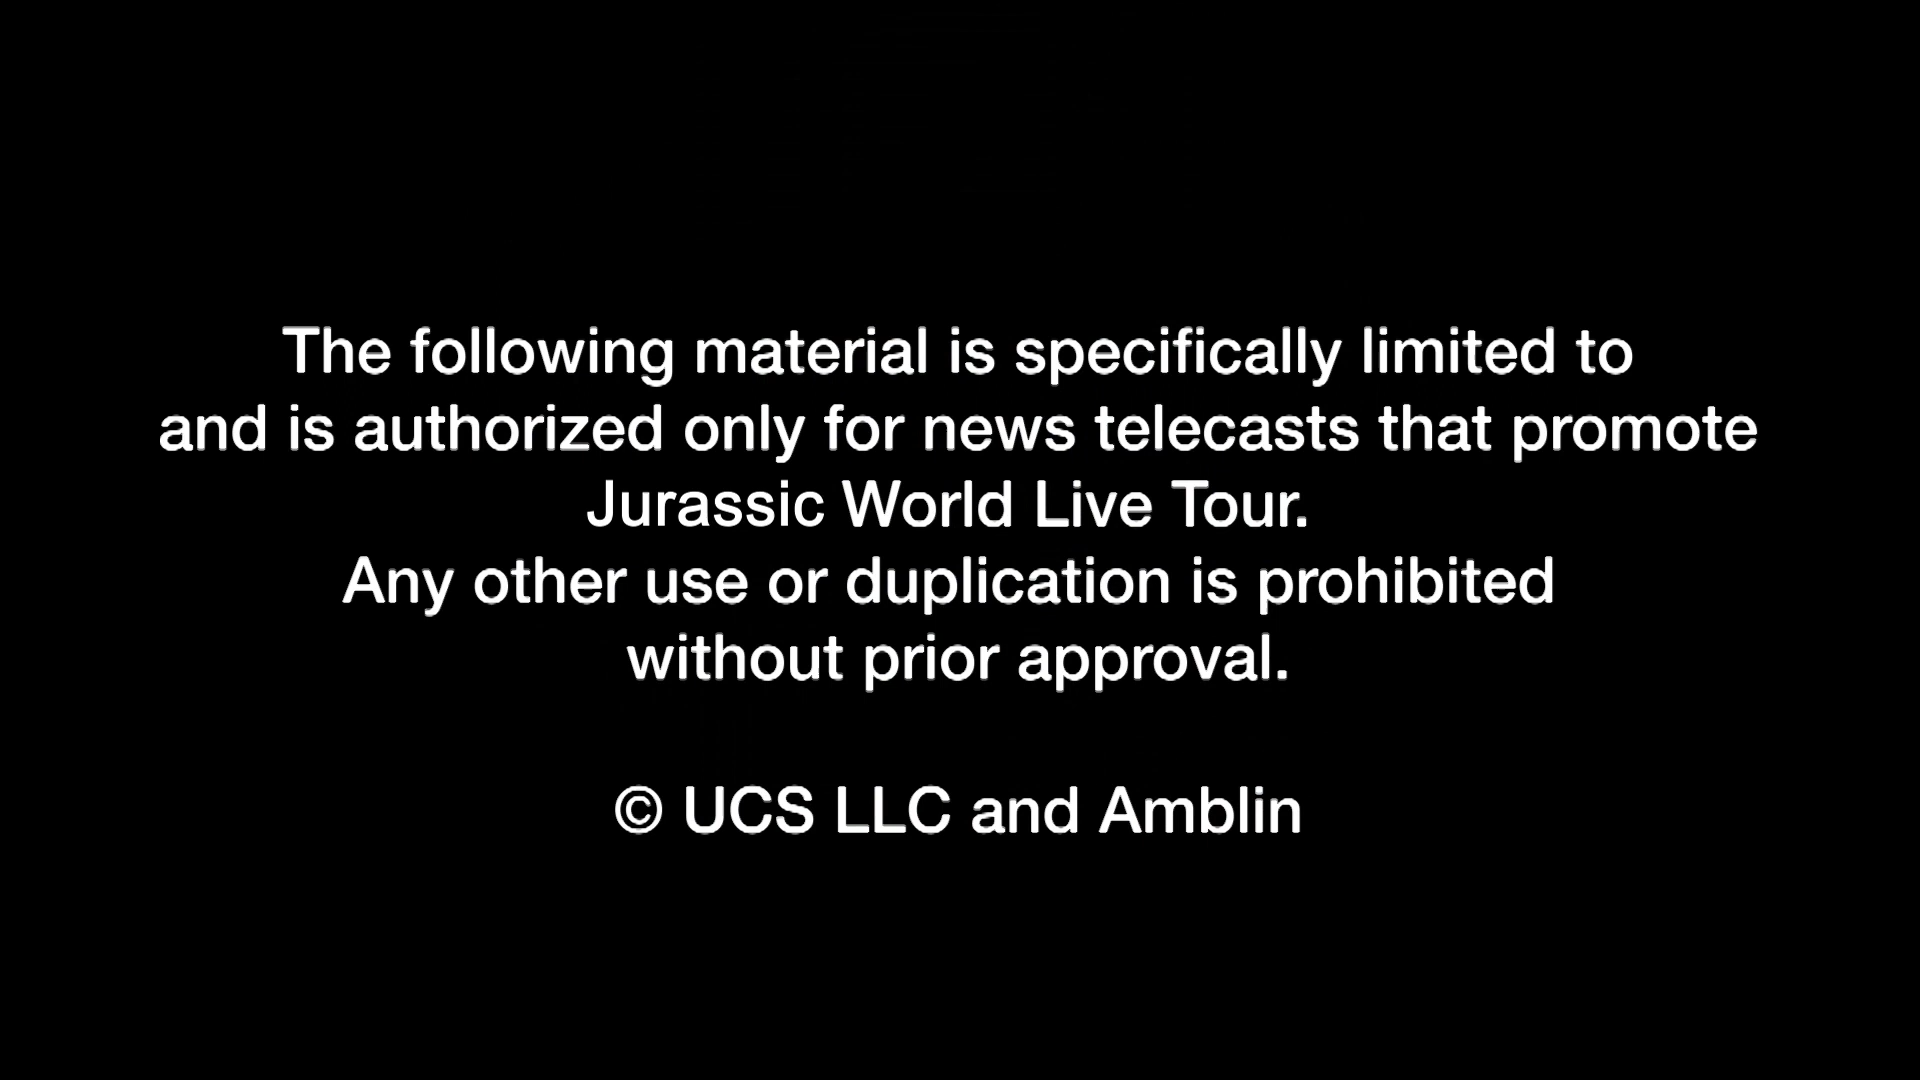 The following material is specifically limited to
and is authorized only for news telecasts that promote
Jurassic World Live Tour.
Any other use or duplication is prohibited
without prior approval.
© UCS LLC and Amblin